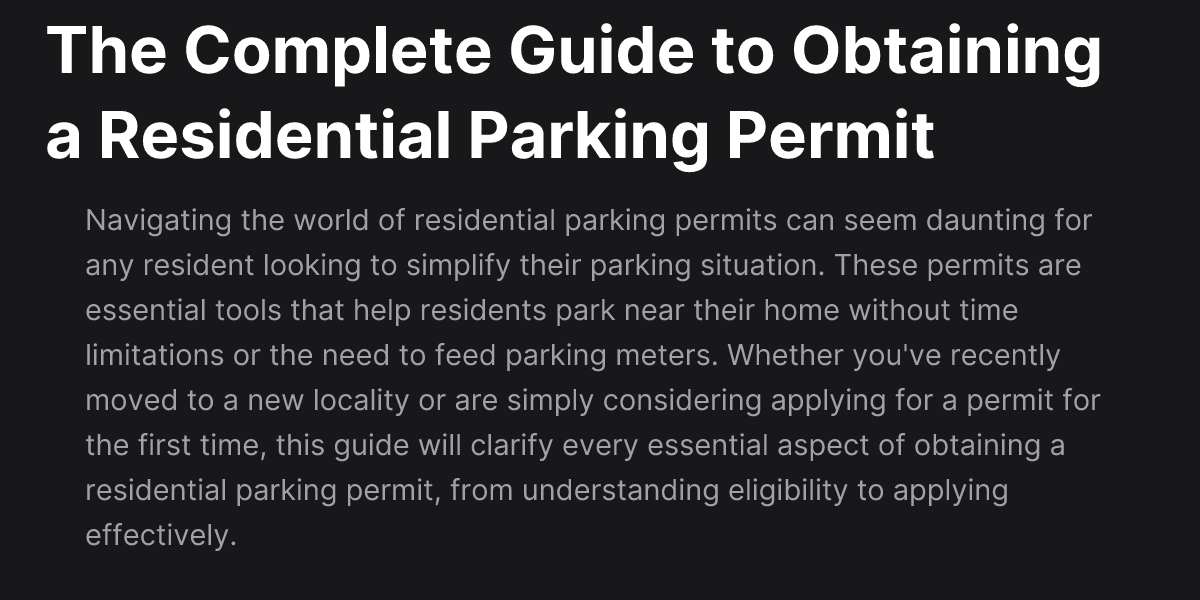 The Complete Guide to Obtaining
a Residential Parking Permit
Navigating the world of residential parking permits can seem daunting for
any resident looking to simplify their parking situation. These permits are
essential tools that help residents park near their home without time
limitations or the need to feed parking meters. Whether you've recently
moved to a new locality or are simply considering applying for a permit for
the first time, this guide will clarify every essential aspect of obtaining a
residential parking permit, from understanding eligibility to applying
effectively.